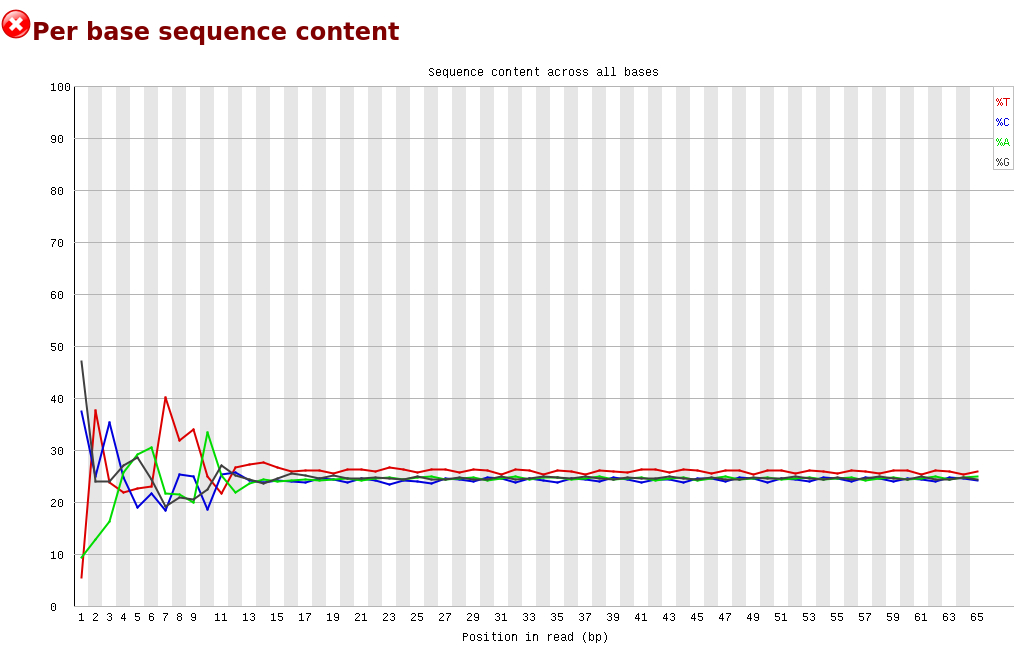 Per base sequence content
Sequence content across all bases
100
90
80
70
60
50
40
30
20
10
0
%T
%C
%A
%G
1 2 3 4 5 6 7 8 9 11 13 15 17 19 21 23 25 27 29 31 33 35 37 39 41 43 45 47 49 51 53 55 57 59 61 63 65
Position in read (bp)